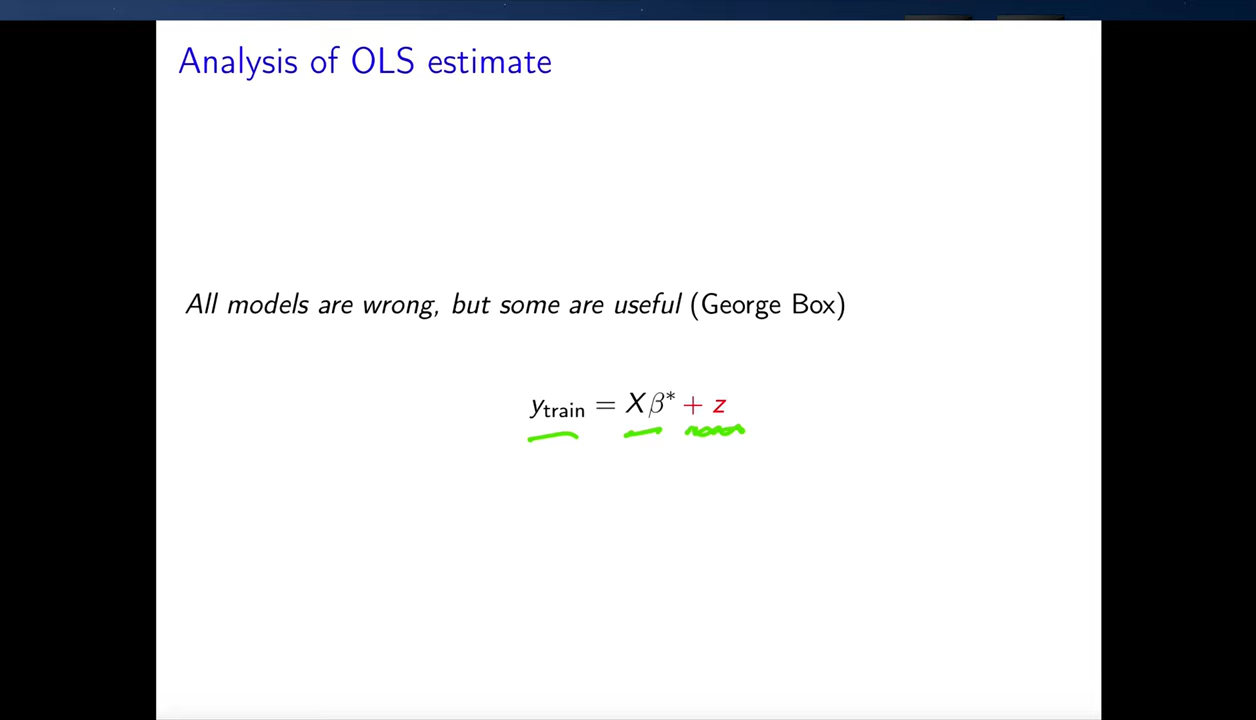 Analysis of OLS estimate
All models are wrong, but some are useful (George Box)
y_train = Xβ* + z